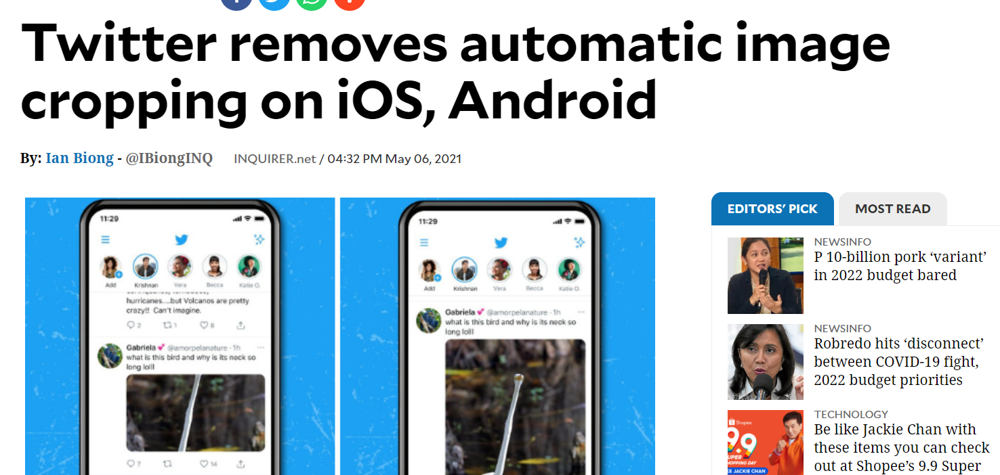 Twitter removes automatic image
cropping on iOS, Android
By: Ian Biong - @IBiongINQ INQUIRER.net / 04:32 PM May 06, 2021
11:29
Add Krishnan Vera Becca Katie O.
hurricanes....but Volcanos are pretty
crazy!! Can't imagine.
2 1 8
Gabriela @amorpelanature · 1h
what is this bird and why is its neck so
long lolll
7 14
11:29
Add Krishnan Vera Becca Katie O.
Gabriela @amorpelanature · 1h
what is this bird and why is its neck so
long lolll
EDITORS’ PICK MOST READ
NEWSINFO
P 10-billion pork ‘variant’
in 2022 budget bared
NEWSINFO
Robredo hits ‘disconnect’
between COVID-19 fight,
2022 budget priorities
TECHNOLOGY
Be like Jackie Chan with
these items you can check
out at Shopee’s 9.9 Super
Shopee
9.9
SUPER
SHOPPING DAY
JACKIE CHAN